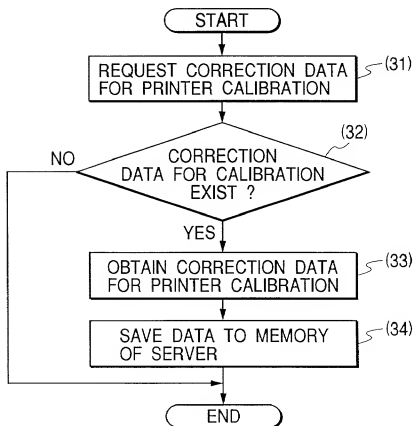 START
REQUEST CORRECTION DATA
FOR PRINTER CALIBRATION
(31)
(32)
CORRECTION
DATA FOR CALIBRATION
EXIST ?
NO
YES
OBTAIN CORRECTION DATA
FOR PRINTER CALIBRATION
(33)
SAVE DATA TO MEMORY
OF SERVER
(34)
END